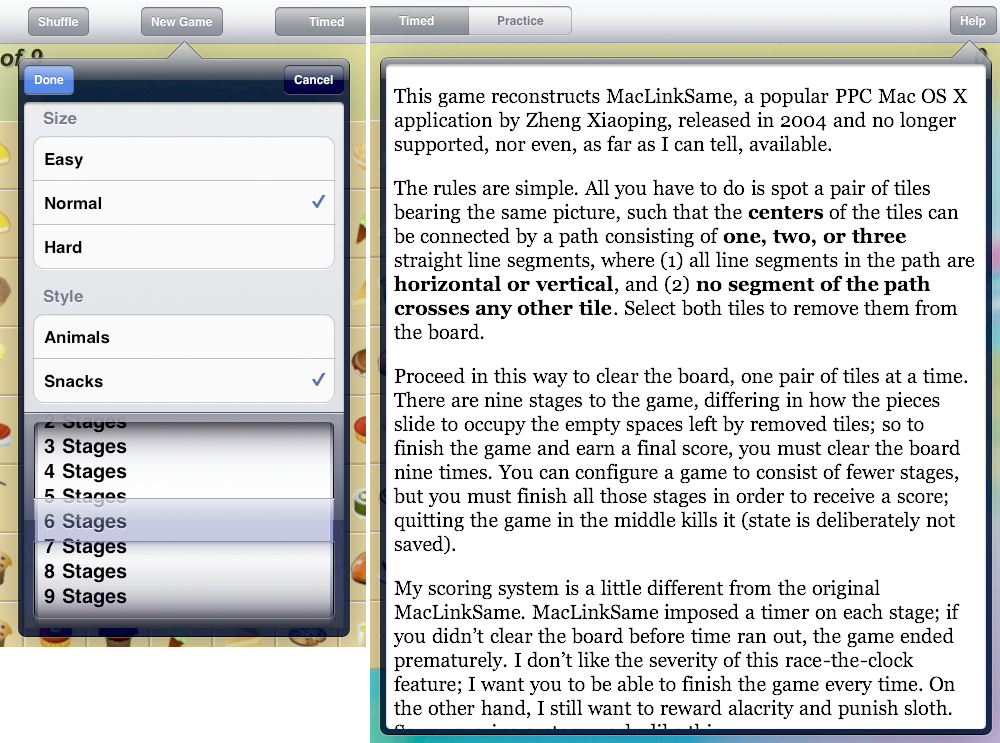 Shuffle
New Game
Timed
of 9
Done
Cancel
Size
Easy
Normal
Hard
Style
Animals
Snacks
2 Stages
3 Stages
4 Stages
5 Stages
6 Stages
7 Stages
8 Stages
9 Stages
Timed
Practice
Help
This game reconstructs MacLinkSame, a popular PPC Mac OS X
application by Zheng Xiaoping, released in 2004 and no longer
supported, nor even, as far as I can tell, available.
The rules are simple. All you have to do is spot a pair of tiles
bearing the same picture, such that the centers of the tiles can
be connected by a path consisting of one, two, or three
straight line segments, where (1) all line segments in the path are
horizontal or vertical, and (2) no segment of the path
crosses any other tile. Select both tiles to remove them from
the board.
Proceed in this way to clear the board, one pair of tiles at a time.
There are nine stages to the game, differing in how the pieces
slide to occupy the empty spaces left by removed tiles; so to
finish the game and earn a final score, you must clear the board
nine times. You can configure a game to consist of fewer stages,
but you must finish all those stages in order to receive a score;
quitting the game in the middle kills it (state is deliberately not
saved).
My scoring system is a little different from the original
MacLinkSame. MacLinkSame imposed a timer on each stage; if
you didn't clear the board before time ran out, the game ended
prematurely. I don't like the severity of this race-the-clock
feature; I want you to be able to finish the game every time. On
the other hand, I still want to reward alacrity and punish sloth.